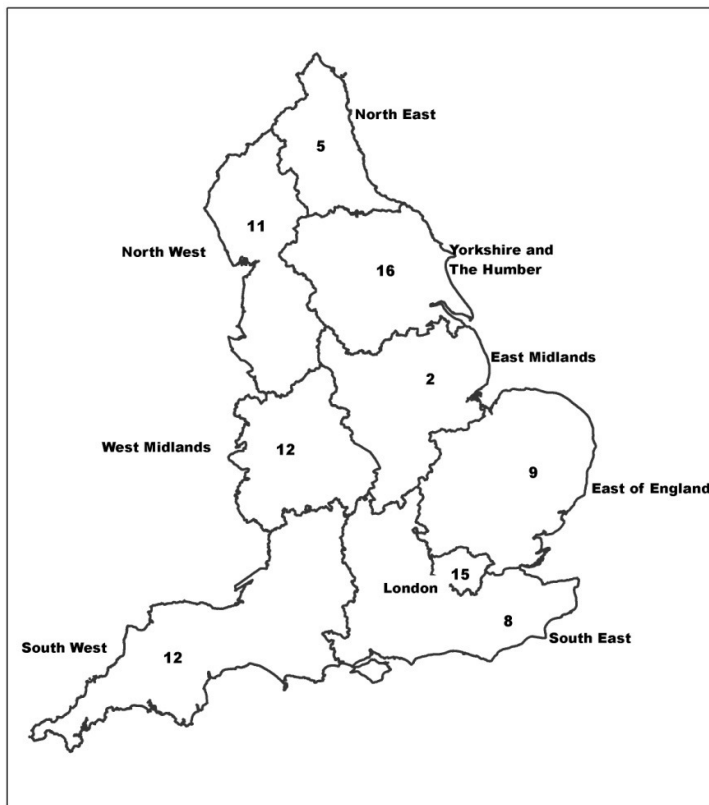 North East
5
11
North West
Yorkshire and
The Humber
16
East Midlands
2
West Midlands
12
9
East of England
15
London
8
South East
South West
12